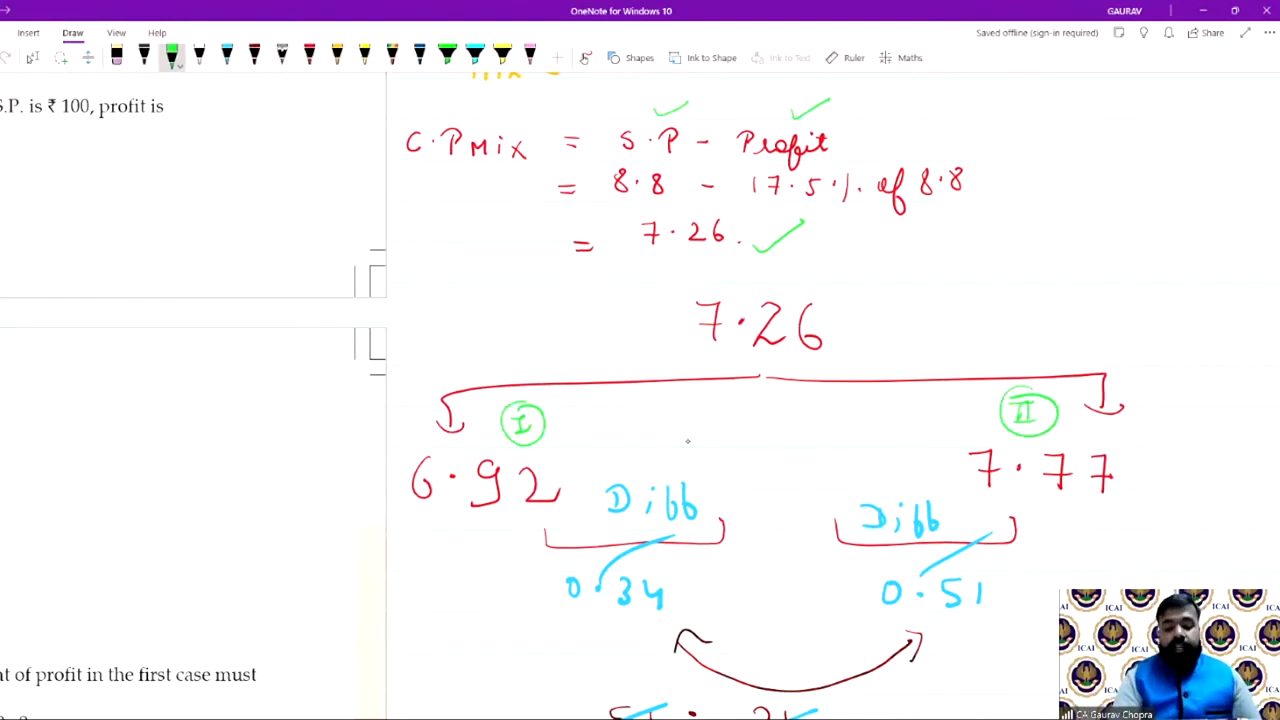 OneNote for Windows 10
GAURAV
Insert Draw View Help
Saved offline (sign-in required)
Share
Shapes Ink to Shape Ink to Text Ruler Maths
S.P. is ₹ 100, profit is
C.P Mix = S.P - Profit
= 8.8 - 17.5% of 8.8
= 7.26.
7.26
I II
6.92 7.77
Diff Diff
0.34 0.51
nt of profit in the first case must
ICAI ICAI
CA Gaurav Chopra